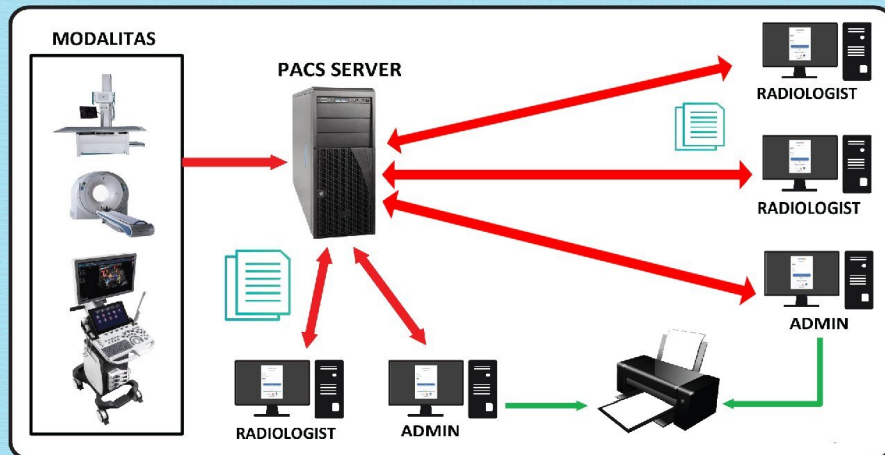 MODALITAS
PACS SERVER
RADIOLOGIST
RADIOLOGIST
ADMIN
RADIOLOGIST
ADMIN